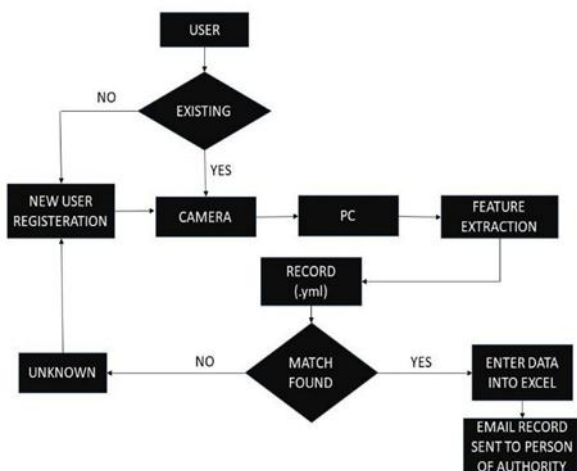 USER
NO
EXISTING
YES
NEW USER
REGISTERATION
CAMERA
PC
FEATURE
EXTRACTION
RECORD
(.yml)
UNKNOWN
NO
MATCH
FOUND
YES
ENTER DATA
INTO EXCEL
EMAIL RECORD
SENT TO PERSON
OF AUTHORITY